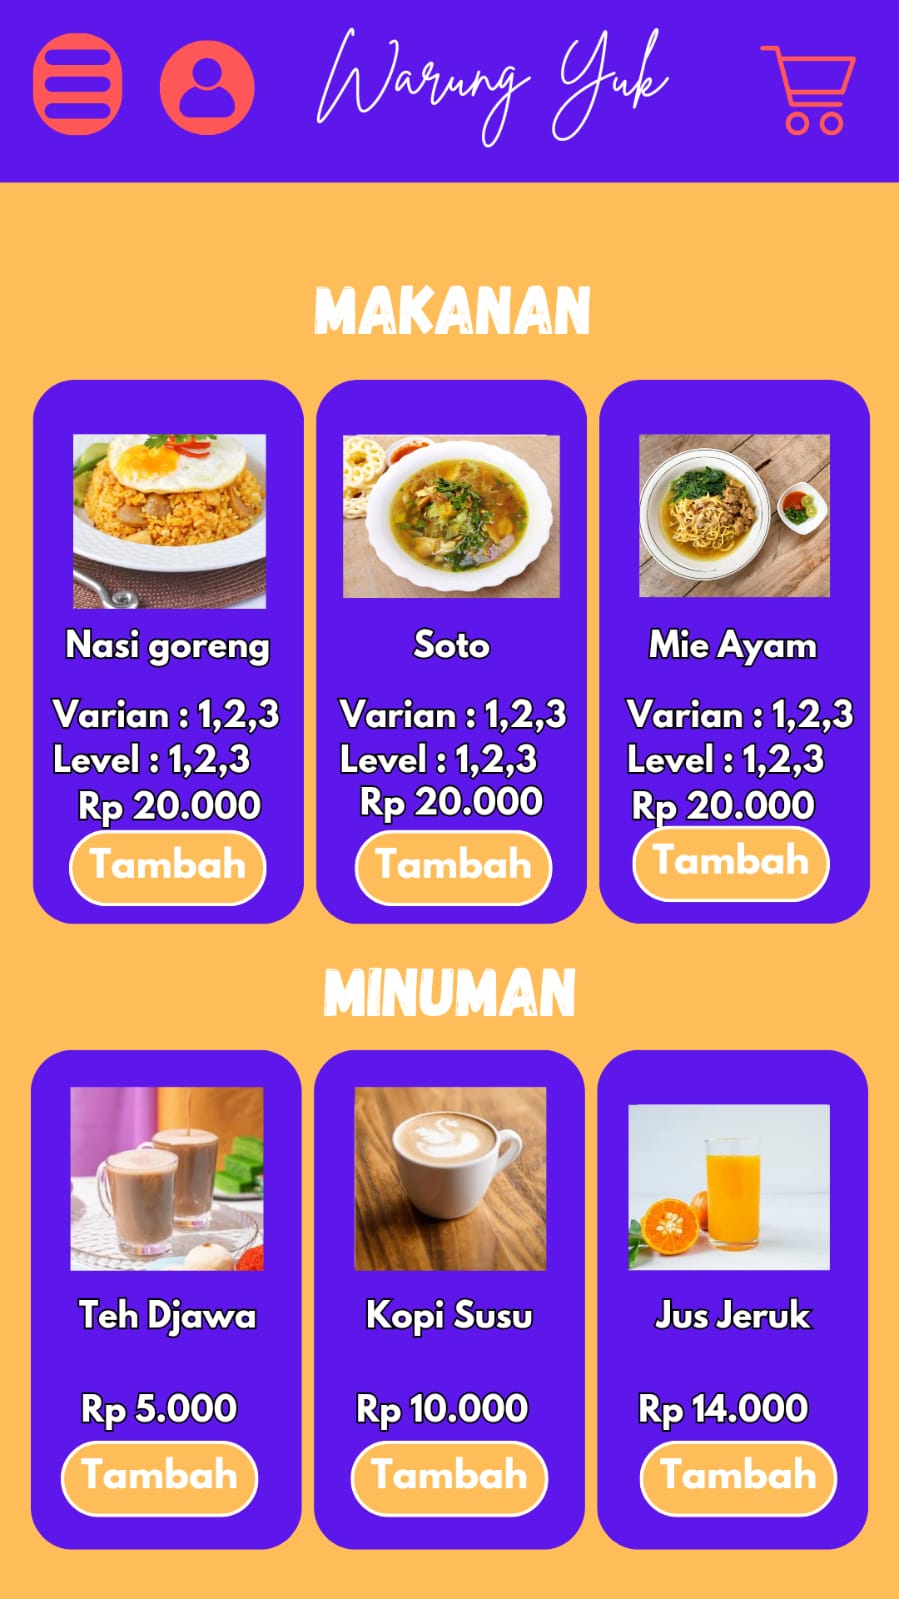 Warung Yuk
MAKANAN
Nasi goreng
Varian : 1,2,3
Level : 1,2,3
Rp 20.000
Tambah
Soto
Varian : 1,2,3
Level : 1,2,3
Rp 20.000
Tambah
Mie Ayam
Varian : 1,2,3
Level : 1,2,3
Rp 20.000
Tambah
MINUMAN
Teh Djawa
Rp 5.000
Tambah
Kopi Susu
Rp 10.000
Tambah
Jus Jeruk
Rp 14.000
Tambah